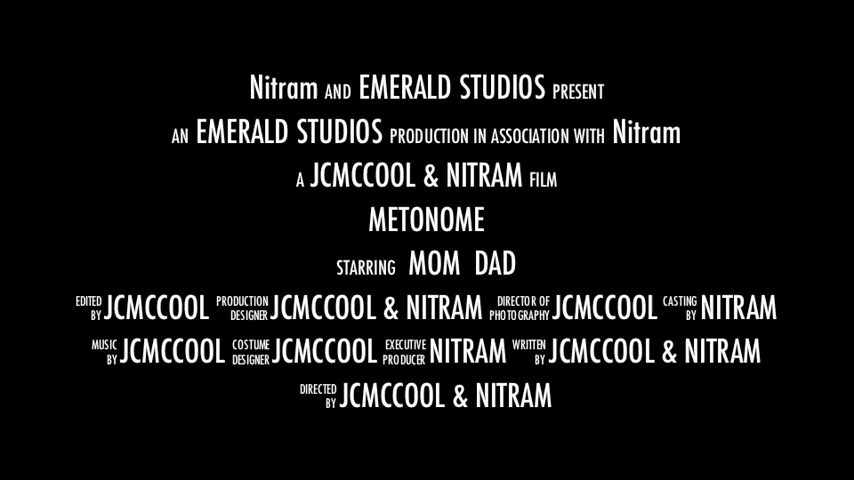 Nitram AND EMERALD STUDIOS PRESENT
AN EMERALD STUDIOS PRODUCTION IN ASSOCIATION WITH Nitram
A JCMCCOOL & NITRAM FILM
METONOME
STARRING MOM DAD
EDITED BY JCMCCOOL PRODUCTION DESIGNER JCMCCOOL & NITRAM DIRECTOR OF PHOTOGRAPHY JCMCCOOL CASTING BY NITRAM
MUSIC BY JCMCCOOL COSTUME DESIGNER JCMCCOOL EXECUTIVE PRODUCER NITRAM WRITTEN BY JCMCCOOL & NITRAM
DIRECTED BY JCMCCOOL & NITRAM